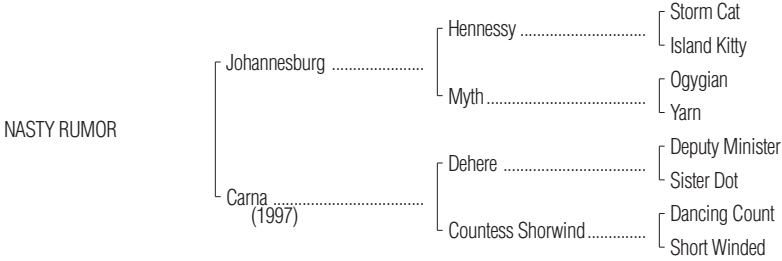 Storm Cat
Hennessy ..............................
Island Kitty
Johannesburg ......................
Ogygian
Myth ......................................
Yarn
NASTY RUMOR
Deputy Minister
Dehere ..................................
Sister Dot
Carna ....................................
(1997)
Dancing Count
Countess Shorwind ..............
Short Winded